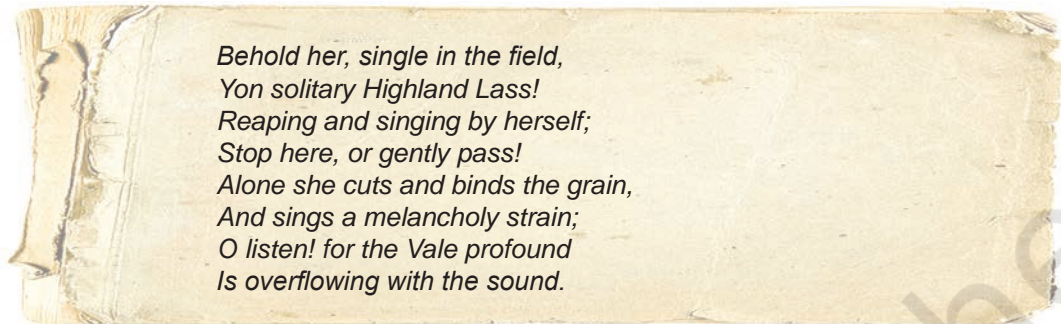 Behold her, single in the field,
Yon solitary Highland Lass!
Reaping and singing by herself;
Stop here, or gently pass!
Alone she cuts and binds the grain,
And sings a melancholy strain;
O listen! for the Vale profound
Is overflowing with the sound.